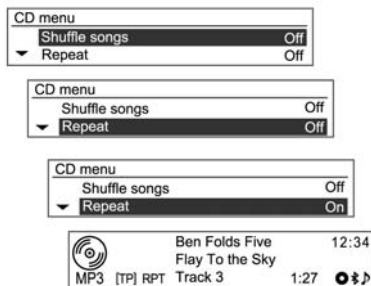 CD menu
Shuffle songs Off
Repeat Off
CD menu
Shuffle songs Off
Repeat Off
CD menu
Shuffle songs Off
Repeat On
Ben Folds Five 12:34
Flay To the Sky
MP3 [TP] RPT Track 3 1:27